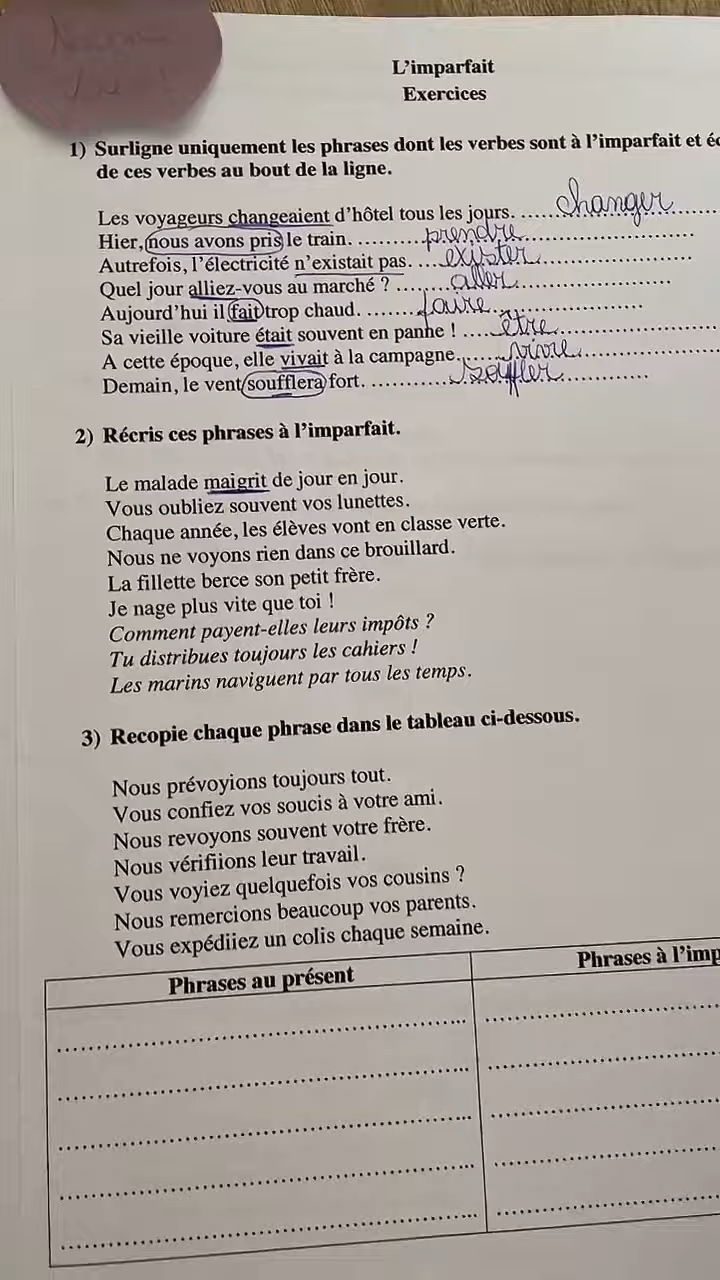 L'imparfait
Exercices
1) Surligne uniquement les phrases dont les verbes sont à l'imparfait et éc
de ces verbes au bout de la ligne.
Les voyageurs changeaient d'hôtel tous les jours. ..... changer .....
Hier, nous avons pris le train. ..... prendre .....
Autrefois, l'électricité n'existait pas. ..... exister .....
Quel jour alliez-vous au marché ? ..... aller .....
Aujourd'hui il fait trop chaud. ..... faire .....
Sa vieille voiture était souvent en panne ! ..... être .....
A cette époque, elle vivait à la campagne. ..... vivre .....
Demain, le vent soufflera fort. ..... souffler .....
2) Récris ces phrases à l'imparfait.
Le malade maigrit de jour en jour.
Vous oubliez souvent vos lunettes.
Chaque année, les élèves vont en classe verte.
Nous ne voyons rien dans ce brouillard.
La fillette berce son petit frère.
Je nage plus vite que toi !
Comment payent-elles leurs impôts ?
Tu distribues toujours les cahiers !
Les marins naviguent par tous les temps.
3) Recopie chaque phrase dans le tableau ci-dessous.
Nous prévoyions toujours tout.
Vous confiez vos soucis à votre ami.
Nous revoyons souvent votre frère.
Nous vérifiions leur travail.
Vous voyiez quelquefois vos cousins ?
Nous remercions beaucoup vos parents.
Vous expédiiez un colis chaque semaine.
Phrases au présent Phrases à l'imp